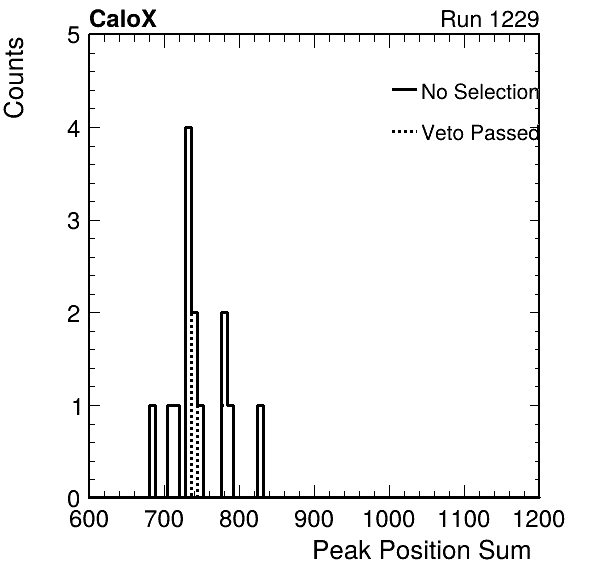 CaloX Run 1229
Counts
5
No Selection
4
Veto Passed
3
2
1
0
600 700 800 900 1000 1100 1200
Peak Position Sum